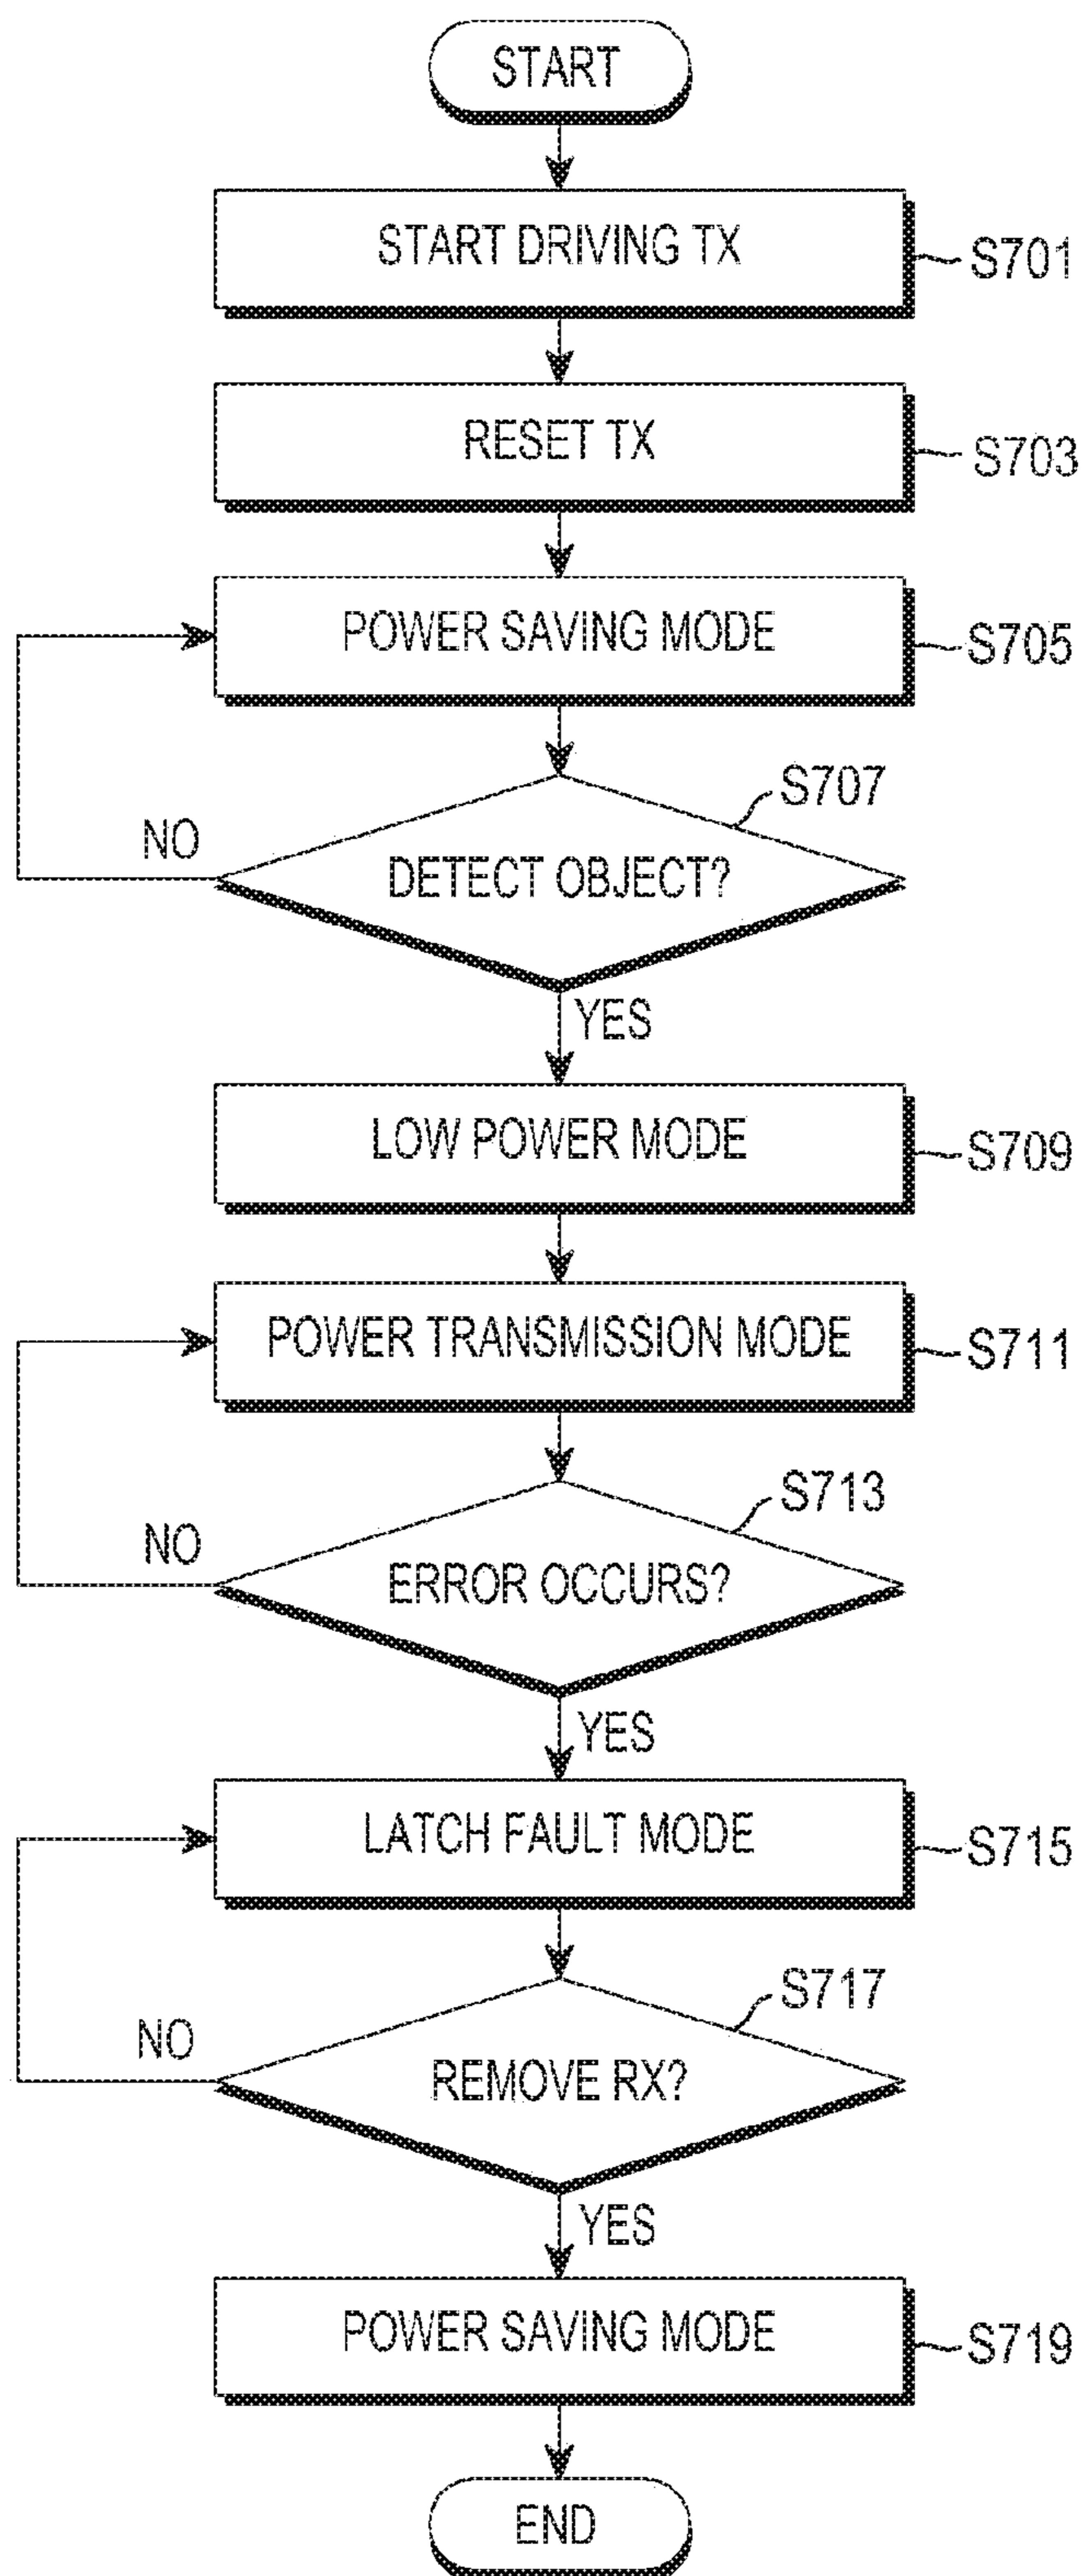 START
START DRIVING TX
S701
RESET TX
S703
POWER SAVING MODE
S705
S707
NO
DETECT OBJECT?
YES
LOW POWER MODE
S709
POWER TRANSMISSION MODE
S711
S713
NO
ERROR OCCURS?
YES
LATCH FAULT MODE
S715
S717
NO
REMOVE RX?
YES
POWER SAVING MODE
S719
END